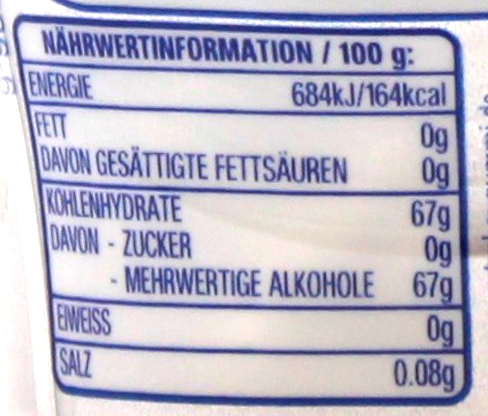 NÄHRWERTINFORMATION / 100 g:
ENERGIE 684kJ/164kcal
FETT 0g
DAVON GESÄTTIGTE FETTSÄUREN 0g
KOHLENHYDRATE 67g
DAVON - ZUCKER 0g
- MEHRWERTIGE ALKOHOLE 67g
EIWEISS 0g
SALZ 0.08g